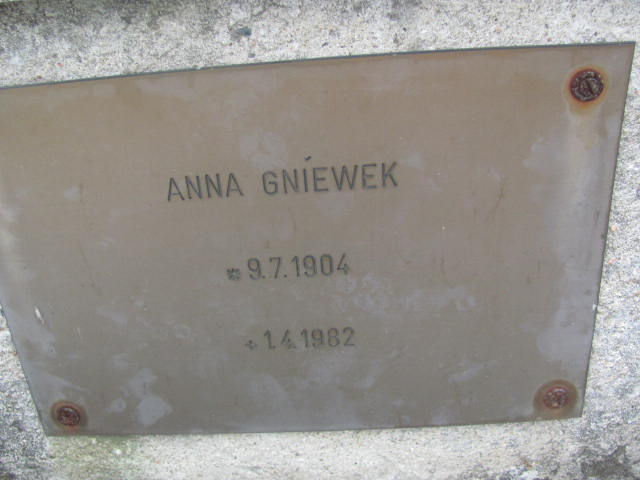 ANNA GNIEWEK
* 9.7.1904
+ 1.4.1982